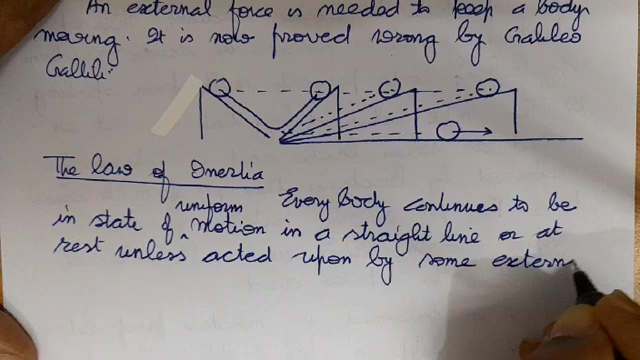 An external force is needed to keep a body
moving. It is now proved wrong by Galileo
Gallili.
The law of Inertia
uniform Every body continues to be
in state of ^ motion in a straight line or at
rest unless acted upon by some extern